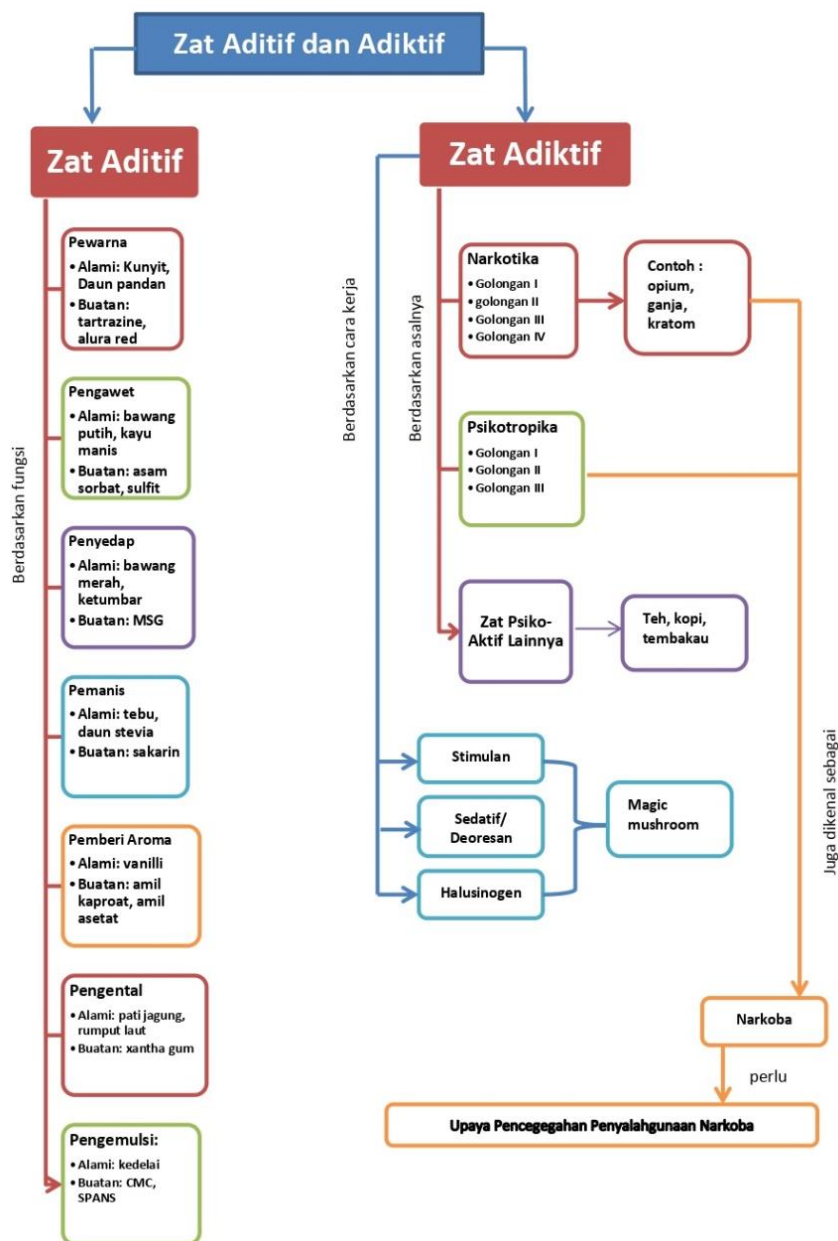 Zat Aditif dan Adiktif
Zat Aditif
Berdasarkan fungsi
Pewarna
• Alami: Kunyit,
Daun pandan
• Buatan:
tartrazine,
alura red
Pengawet
• Alami: bawang
putih, kayu
manis
• Buatan: asam
sorbat, sulfit
Penyedap
• Alami: bawang
merah,
ketumbar
• Buatan: MSG
Pemanis
• Alami: tebu,
daun stevia
• Buatan: sakarin
Pemberi Aroma
• Alami: vanilli
• Buatan: amil
kaproat, amil
asetat
Pengental
• Alami: pati jagung,
rumput laut
• Buatan: xantha gum
Pengemulsi:
• Alami: kedelai
• Buatan: CMC,
SPANS
Zat Adiktif
Berdasarkan cara kerja
Berdasarkan asalnya
Narkotika
• Golongan I
• golongan II
• Golongan III
• Golongan IV
Contoh :
opium,
ganja,
kratom
Psikotropika
• Golongan I
• Golongan II
• Golongan III
Zat Psiko-
Aktif Lainnya
Teh, kopi,
tembakau
Stimulan
Sedatif/
Deoresan
Halusinogen
Magic
mushroom
Juga dikenal sebagai
Narkoba
perlu
Upaya Pencegegahan Penyalahgunaan Narkoba